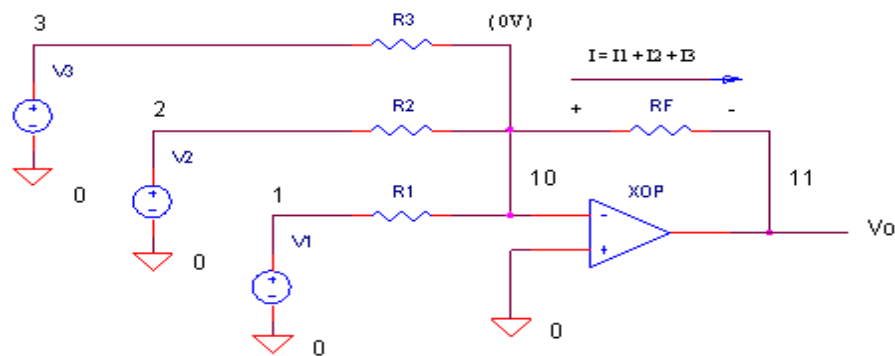 3 R3 (0V)
I = I1 + I2 + I3
V3
2 R2 + RF -
V2
0 1 R1 10 XOP 11
-
Vo
V1 +
0
0
0